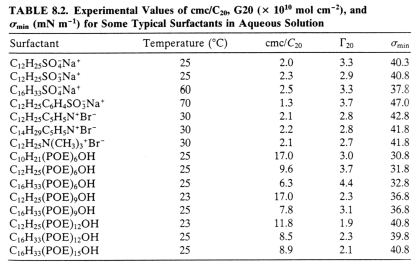 TABLE 8.2. Experimental Values of cmc/C₂₀, G20 (× 10¹⁰ mol cm⁻²), and
σmin (mN m⁻¹) for Some Typical Surfactants in Aqueous Solution
Surfactant Temperature (°C) cmc/C₂₀ Γ₂₀ σmin
C₁₂H₂₅SO₄⁻Na⁺ 25 2.0 3.3 40.3
C₁₂H₂₅SO₃⁻Na⁺ 25 2.3 2.9 40.8
C₁₆H₃₃SO₄⁻Na⁺ 60 2.5 3.3 37.8
C₁₂H₂₅C₆H₄SO₃⁻Na⁺ 70 1.3 3.7 47.0
C₁₂H₂₅C₅H₅N⁺Br⁻ 30 2.1 2.8 42.8
C₁₄H₂₉C₅H₅N⁺Br⁻ 30 2.2 2.8 41.8
C₁₂H₂₅N(CH₃)₃⁺Br⁻ 30 2.1 2.7 41.8
C₁₀H₂₁(POE)₆OH 25 17.0 3.0 30.8
C₁₂H₂₅(POE)₆OH 25 9.6 3.7 31.8
C₁₆H₃₃(POE)₆OH 25 6.3 4.4 32.8
C₁₂H₂₅(POE)₉OH 23 17.0 2.3 36.8
C₁₆H₃₃(POE)₉OH 25 7.8 3.1 36.8
C₁₂H₂₅(POE)₁₂OH 23 11.8 1.9 40.8
C₁₆H₃₃(POE)₁₂OH 25 8.5 2.3 39.8
C₁₆H₃₃(POE)₁₅OH 25 8.9 2.1 40.8